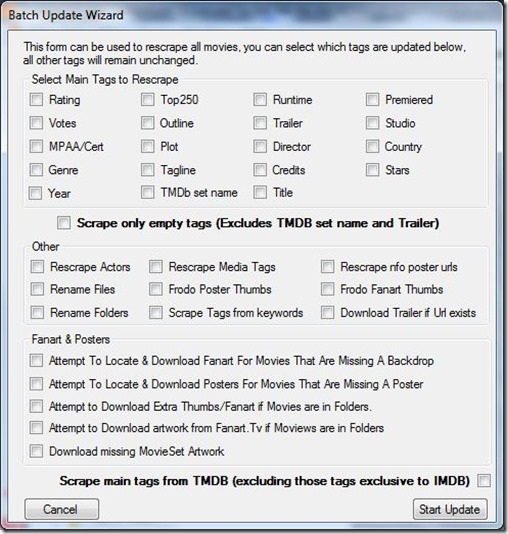 Batch Update Wizard
This form can be used to rescrape all movies, you can select which tags are updated below,
all other tags will remain unchanged.
Select Main Tags to Rescrape
Rating Top250 Runtime Premiered
Votes Outline Trailer Studio
MPAA/Cert Plot Director Country
Genre Tagline Credits Stars
Year TMDb set name Title
Scrape only empty tags (Excludes TMDB set name and Trailer)
Other
Rescrape Actors Rescrape Media Tags Rescrape nfo poster urls
Rename Files Frodo Poster Thumbs Frodo Fanart Thumbs
Rename Folders Scrape Tags from keywords Download Trailer if Url exists
Fanart & Posters
Attempt To Locate & Download Fanart For Movies That Are Missing A Backdrop
Attempt To Locate & Download Posters For Movies That Are Missing A Poster
Attempt to Download Extra Thumbs/Fanart if Movies are in Folders.
Attempt to Download artwork from Fanart.Tv if Moviews are in Folders
Download missing MovieSet Artwork
Scrape main tags from TMDB (excluding those tags exclusive to IMDB)
Cancel Start Update